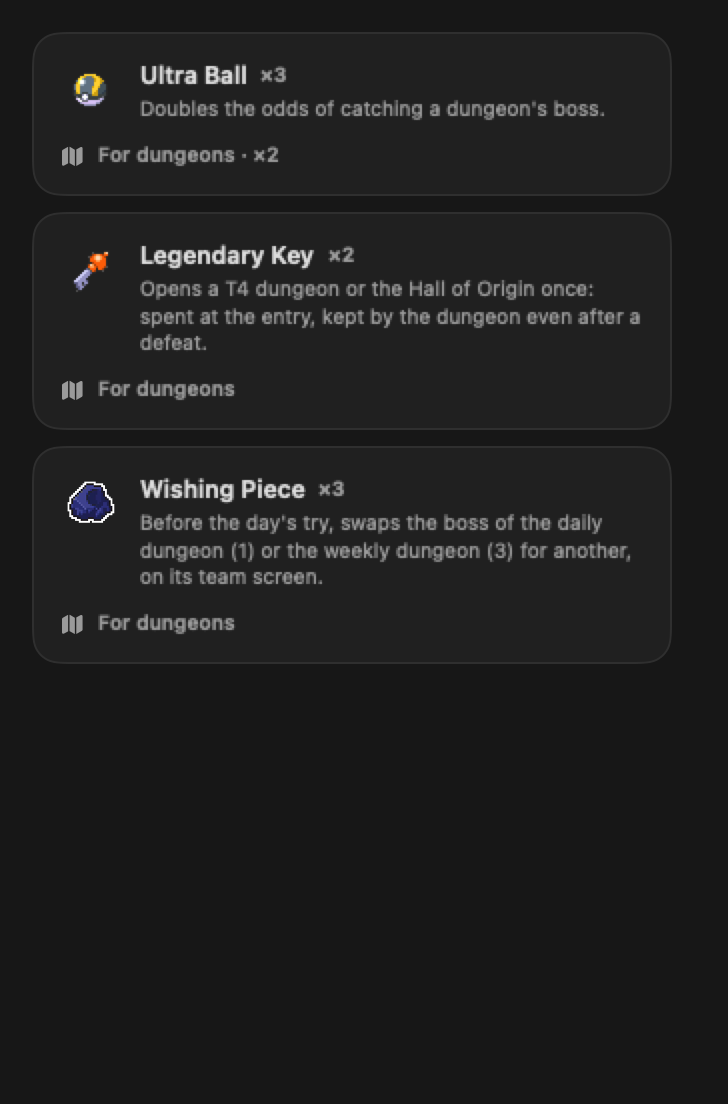 Ultra Ball ×3
Doubles the odds of catching a dungeon's boss.
For dungeons · ×2
Legendary Key ×2
Opens a T4 dungeon or the Hall of Origin once:
spent at the entry, kept by the dungeon even after a
defeat.
For dungeons
Wishing Piece ×3
Before the day's try, swaps the boss of the daily
dungeon (1) or the weekly dungeon (3) for another,
on its team screen.
For dungeons